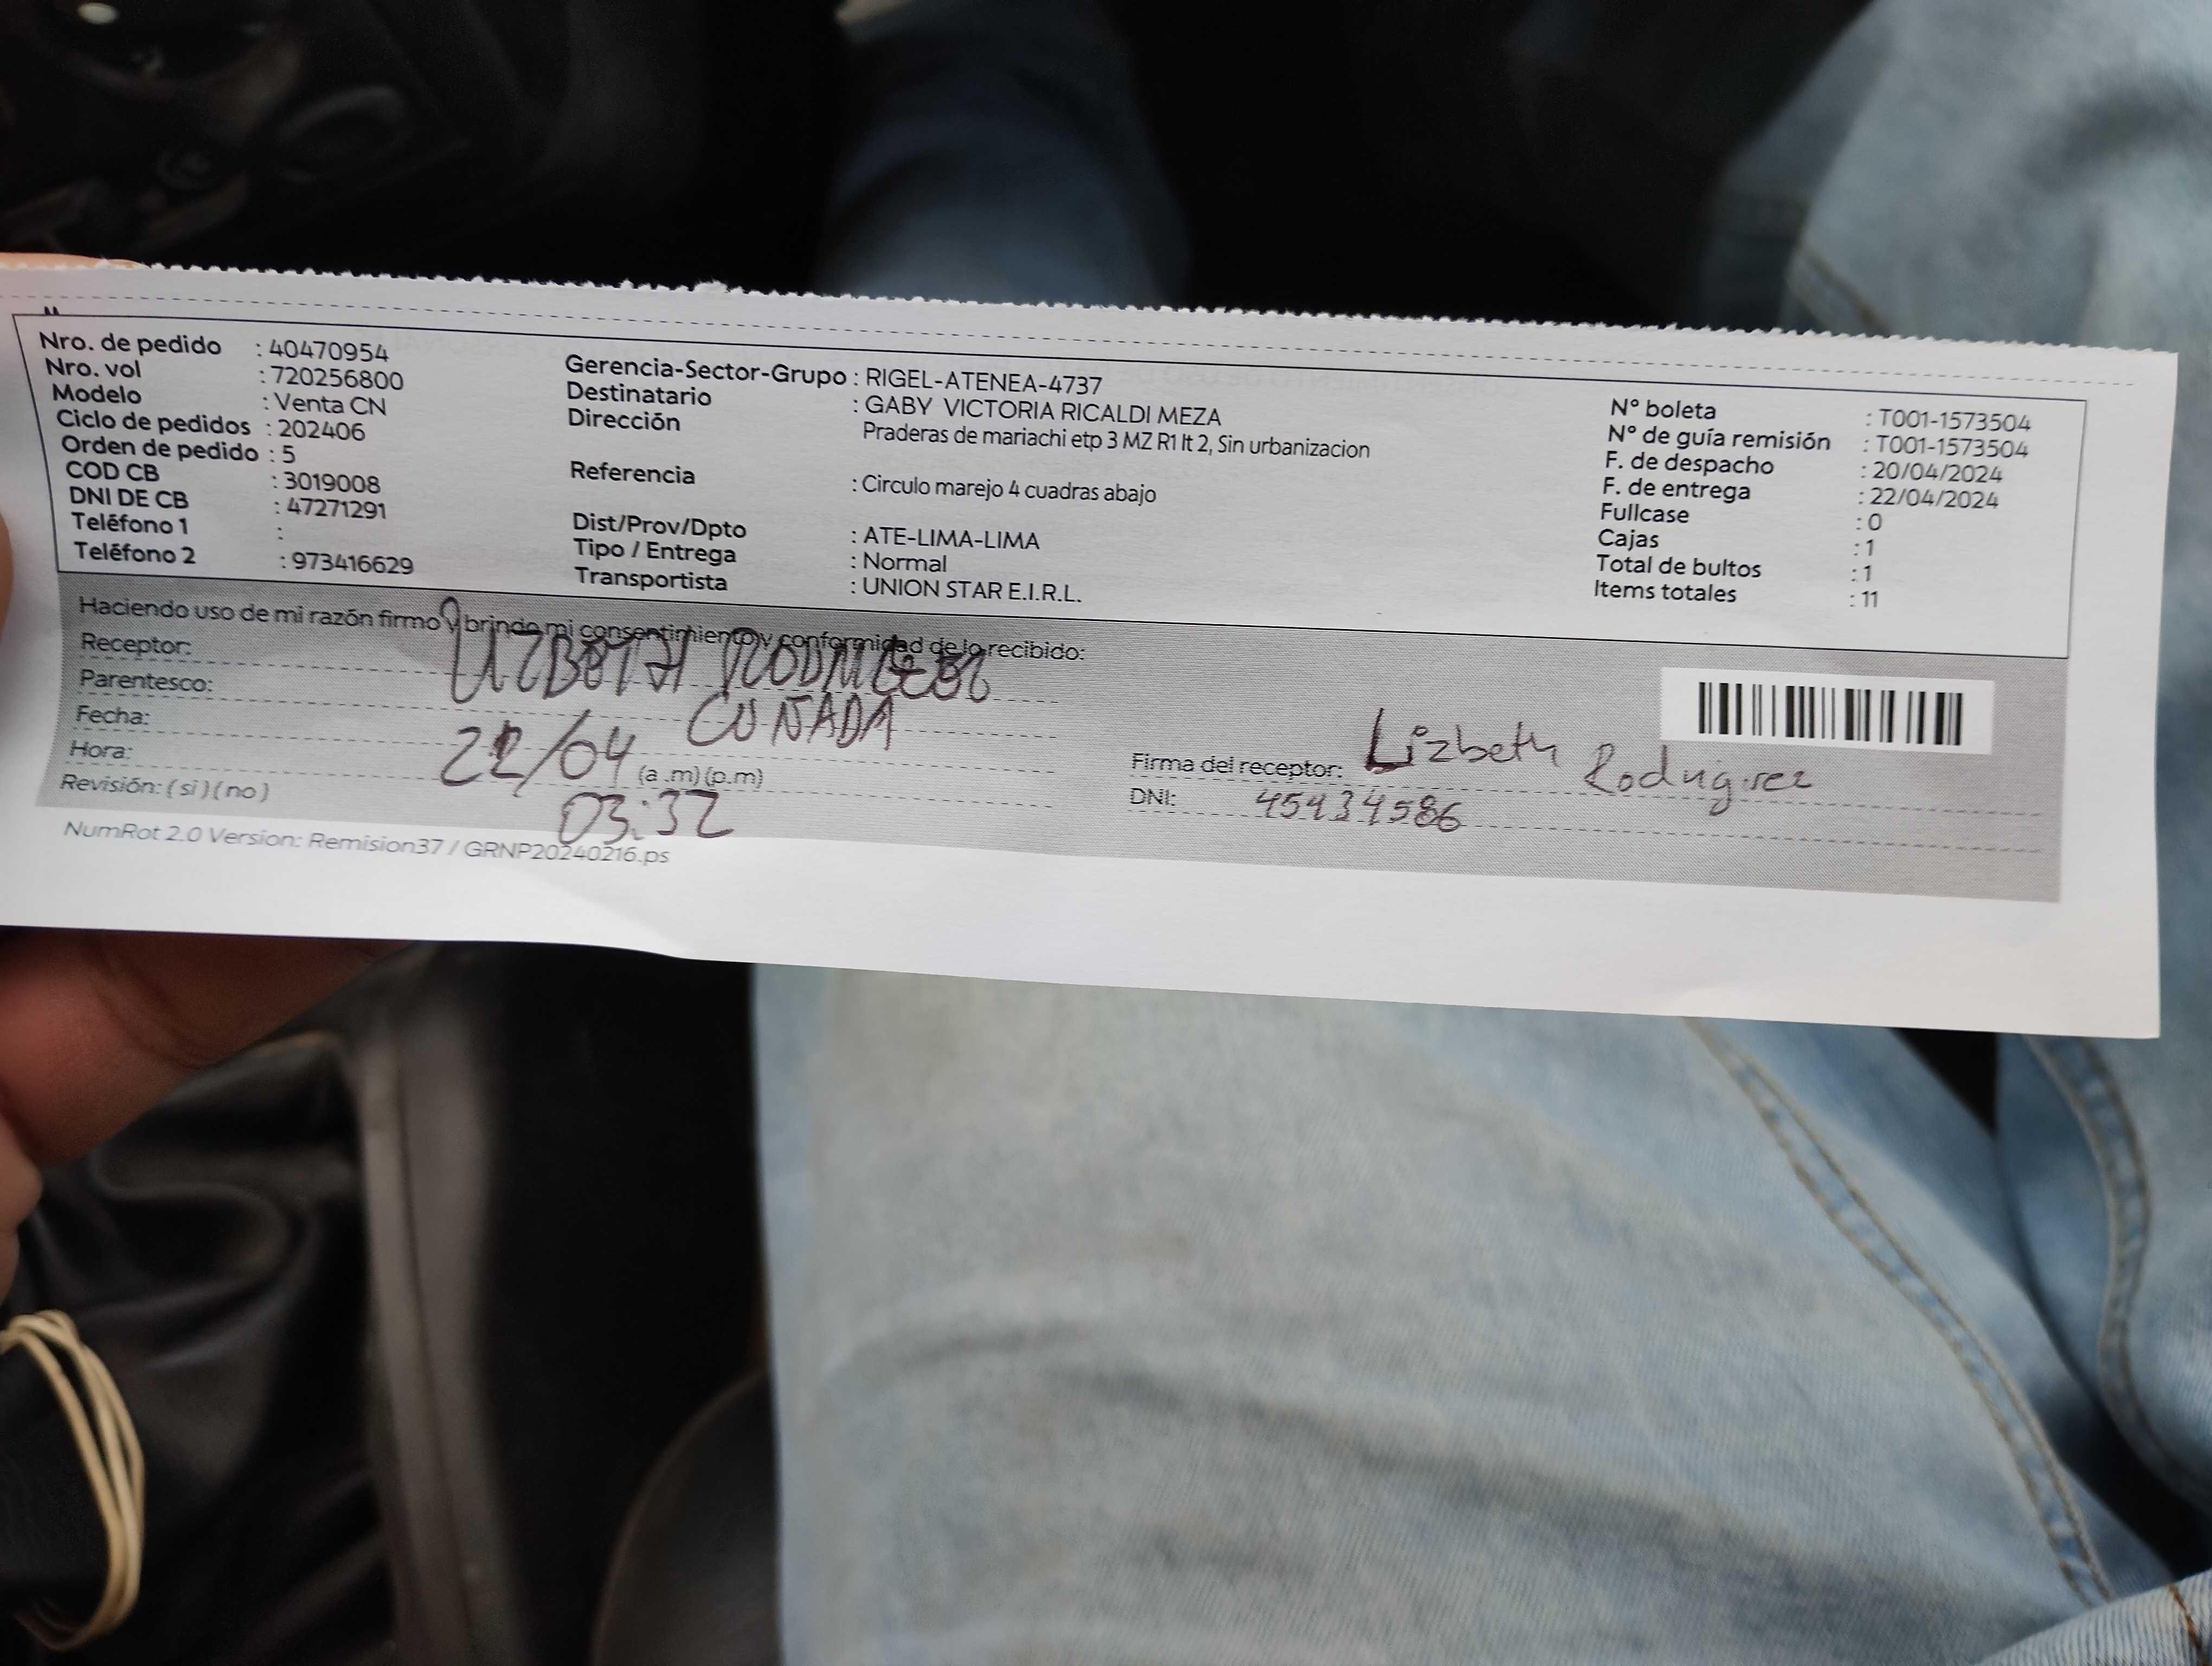 Nro. de pedido : 40470954
Nro. vol : 720256800
Modelo : Venta CN
Ciclo de pedidos : 202406
Orden de pedido : 5
COD CB : 3019008
DNI DE CB : 47271291
Teléfono 1 :
Teléfono 2 : 973416629
Gerencia-Sector-Grupo : RIGEL-ATENEA-4737
Destinatario : GABY VICTORIA RICALDI MEZA
Dirección Praderas de mariachi etp 3 MZ R1 lt 2, Sin urbanizacion
Referencia : Circulo marejo 4 cuadras abajo
Dist/Prov/Dpto : ATE-LIMA-LIMA
Tipo / Entrega : Normal
Transportista : UNION STAR E.I.R.L.
N° boleta : T001-1573504
N° de guía remisión : T001-1573504
F. de despacho : 20/04/2024
F. de entrega : 22/04/2024
Fullcase : 0
Cajas : 1
Total de bultos : 1
Items totales : 11
Haciendo uso de mi razón firmo y brindo mi consentimiento y conformidad de lo recibido:
Receptor:
Parentesco: CUÑADA
Fecha: 22/04
Hora: (a .m) (p.m) 03:32
Revisión: ( si ) ( no )
Firma del receptor: Lizbeth Rodriguez
DNI: 45434586
NumRot 2.0 Version: Remision37 / GRNP20240216.ps